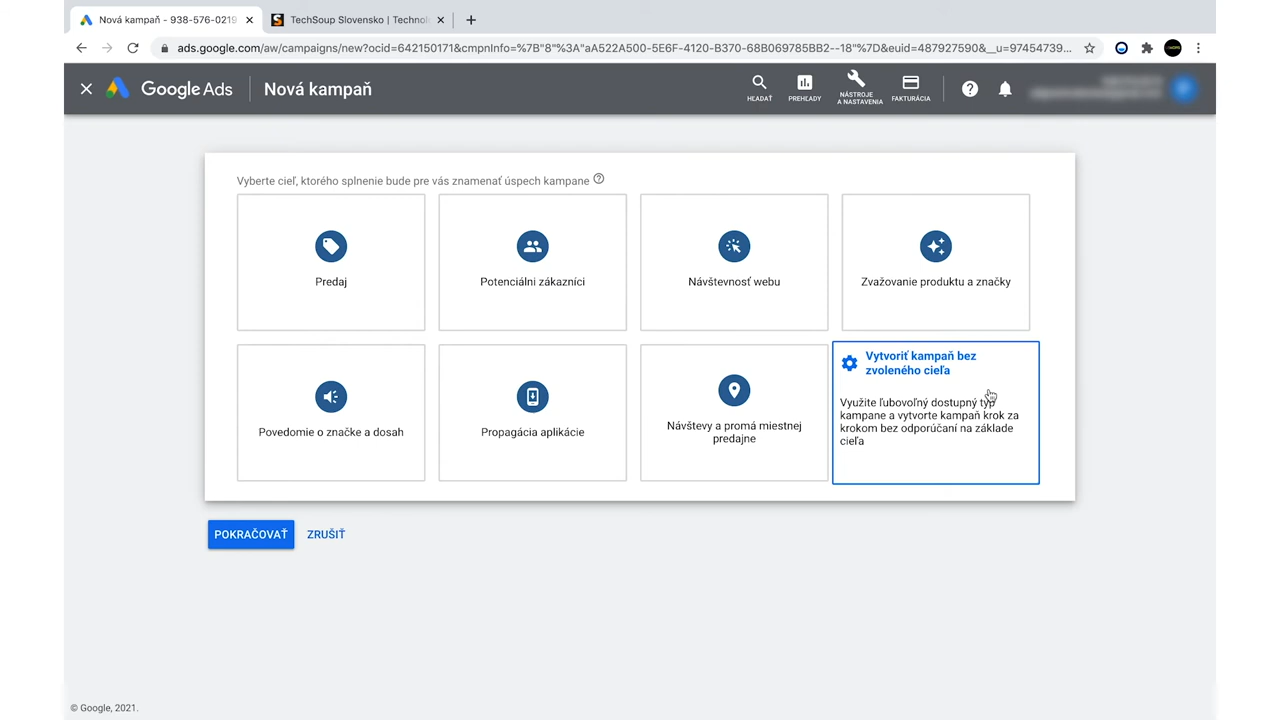 Nová kampaň - 938-576-0219
TechSoup Slovensko | Technol
ads.google.com/aw/campaigns/new?ocid=642150171&cmpnInfo=%7B"8"%3A"aA522A500-5E6F-4120-B370-68B069785BB2--18"%7D&euid=487927590&__u=97454739...
Google Ads
Nová kampaň
HĽADAŤ
PREHĽADY
NÁSTROJE
A NASTAVENIA
FAKTURÁCIA
Vyberte cieľ, ktorého splnenie bude pre vás znamenať úspech kampane
Predaj
Potenciálni zákazníci
Návštevnosť webu
Zvažovanie produktu a značky
Povedomie o značke a dosah
Propagácia aplikácie
Návštevy a promá miestnej
predajne
Vytvoriť kampaň bez
zvoleného cieľa
Využite ľubovoľný dostupný typ
kampane a vytvorte kampaň krok za
krokom bez odporúčaní na základe
cieľa
POKRAČOVAŤ
ZRUŠIŤ
© Google, 2021.